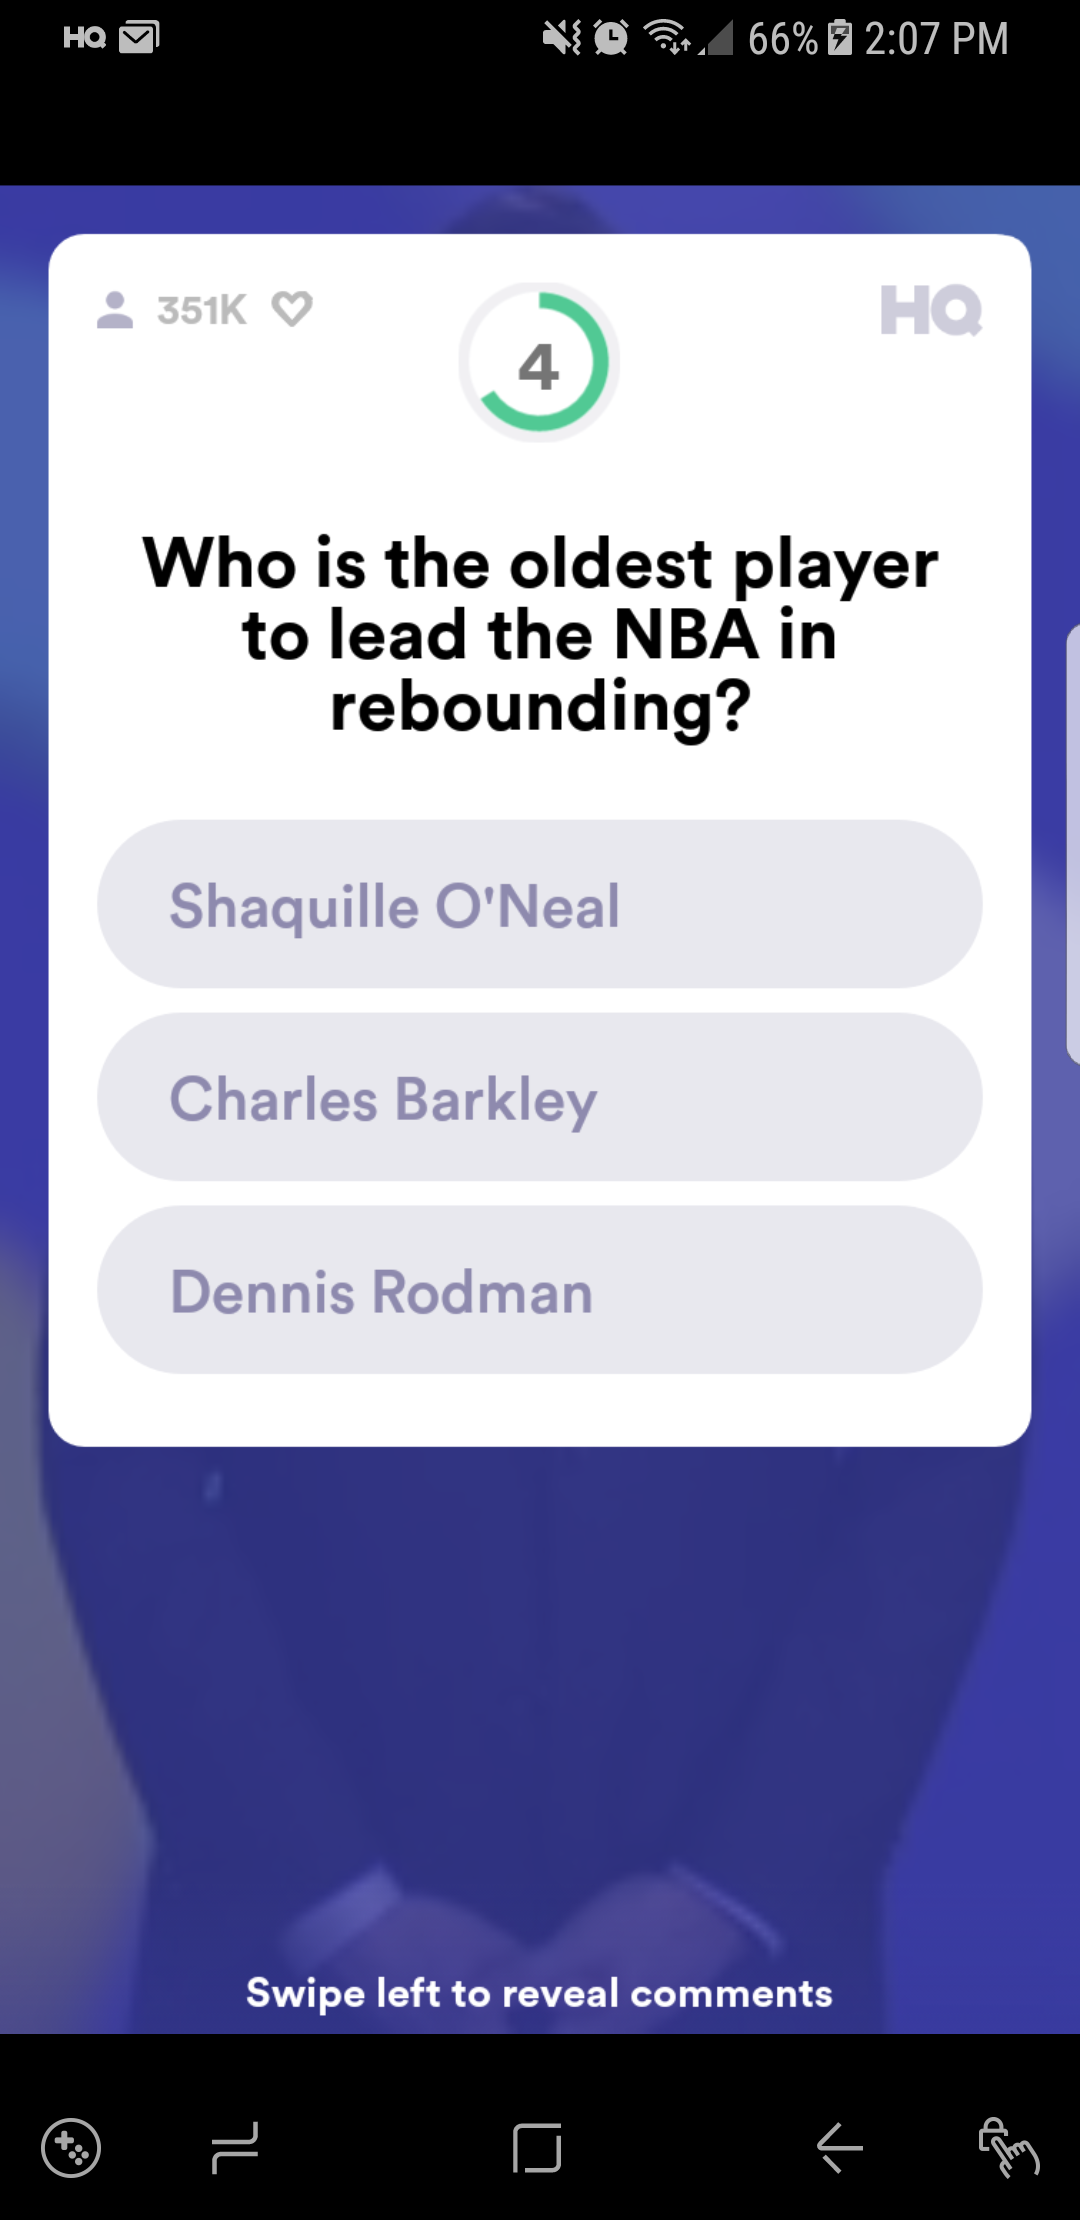 HQ 66% 2:07 PM
351K 4 HQ
Who is the oldest player
to lead the NBA in
rebounding?
Shaquille O'Neal
Charles Barkley
Dennis Rodman
Swipe left to reveal comments